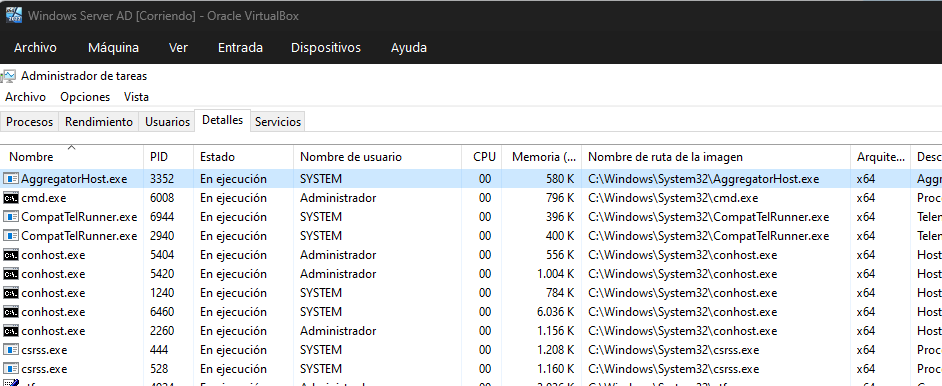 Windows Server AD [Corriendo] - Oracle VirtualBox
Archivo Máquina Ver Entrada Dispositivos Ayuda
Administrador de tareas
Archivo Opciones Vista
Procesos Rendimiento Usuarios Detalles Servicios
Nombre PID Estado Nombre de usuario CPU Memoria (... Nombre de ruta de la imagen Arquite... Desc
AggregatorHost.exe 3352 En ejecución SYSTEM 00 580 K C:\Windows\System32\AggregatorHost.exe x64 Aggr
cmd.exe 6008 En ejecución Administrador 00 796 K C:\Windows\System32\cmd.exe x64 Proc
CompatTelRunner.exe 6944 En ejecución SYSTEM 00 396 K C:\Windows\System32\CompatTelRunner.exe x64 Telen
CompatTelRunner.exe 2940 En ejecución SYSTEM 00 400 K C:\Windows\System32\CompatTelRunner.exe x64 Telen
conhost.exe 5404 En ejecución Administrador 00 556 K C:\Windows\System32\conhost.exe x64 Host
conhost.exe 5420 En ejecución Administrador 00 1.004 K C:\Windows\System32\conhost.exe x64 Host
conhost.exe 1240 En ejecución SYSTEM 00 784 K C:\Windows\System32\conhost.exe x64 Host
conhost.exe 6460 En ejecución SYSTEM 00 6.036 K C:\Windows\System32\conhost.exe x64 Host
conhost.exe 2260 En ejecución Administrador 00 1.156 K C:\Windows\System32\conhost.exe x64 Host
csrss.exe 444 En ejecución SYSTEM 00 1.208 K C:\Windows\System32\csrss.exe x64 Proc
csrss.exe 528 En ejecución SYSTEM 00 1.160 K C:\Windows\System32\csrss.exe x64 Proc